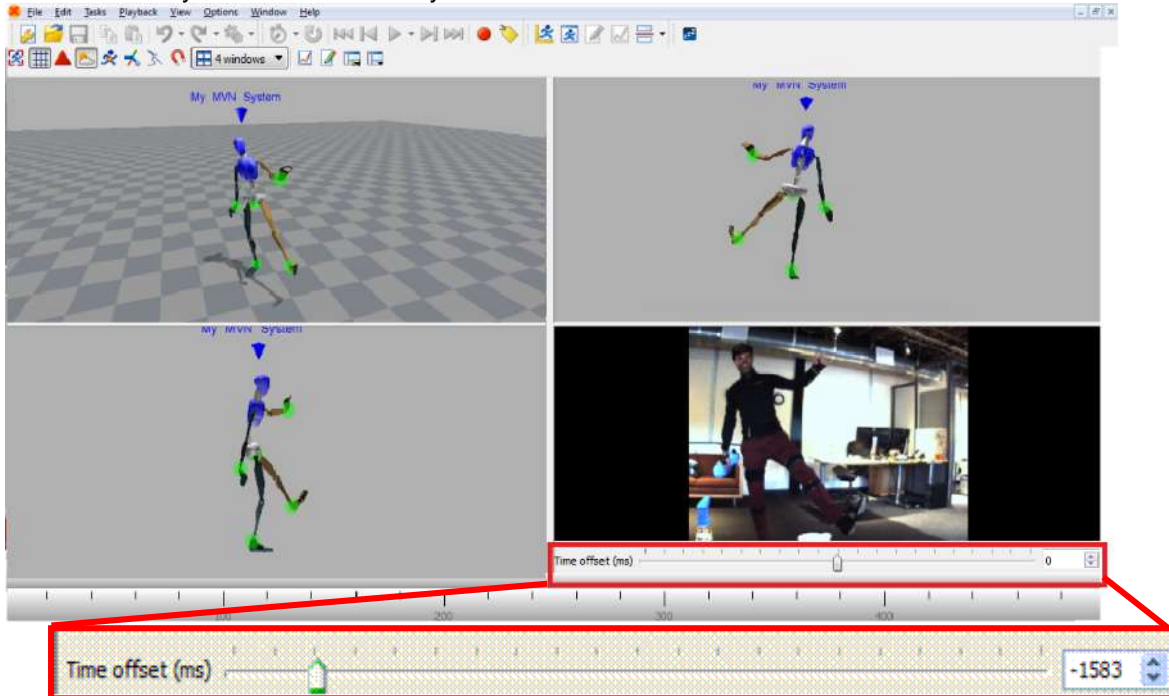 File Edit Tasks Playback View Options Window Help
4 windows
My MVN System
My MVN System
My MVN System
Time offset (ms) 0
100 200 300 400
Time offset (ms) -1583